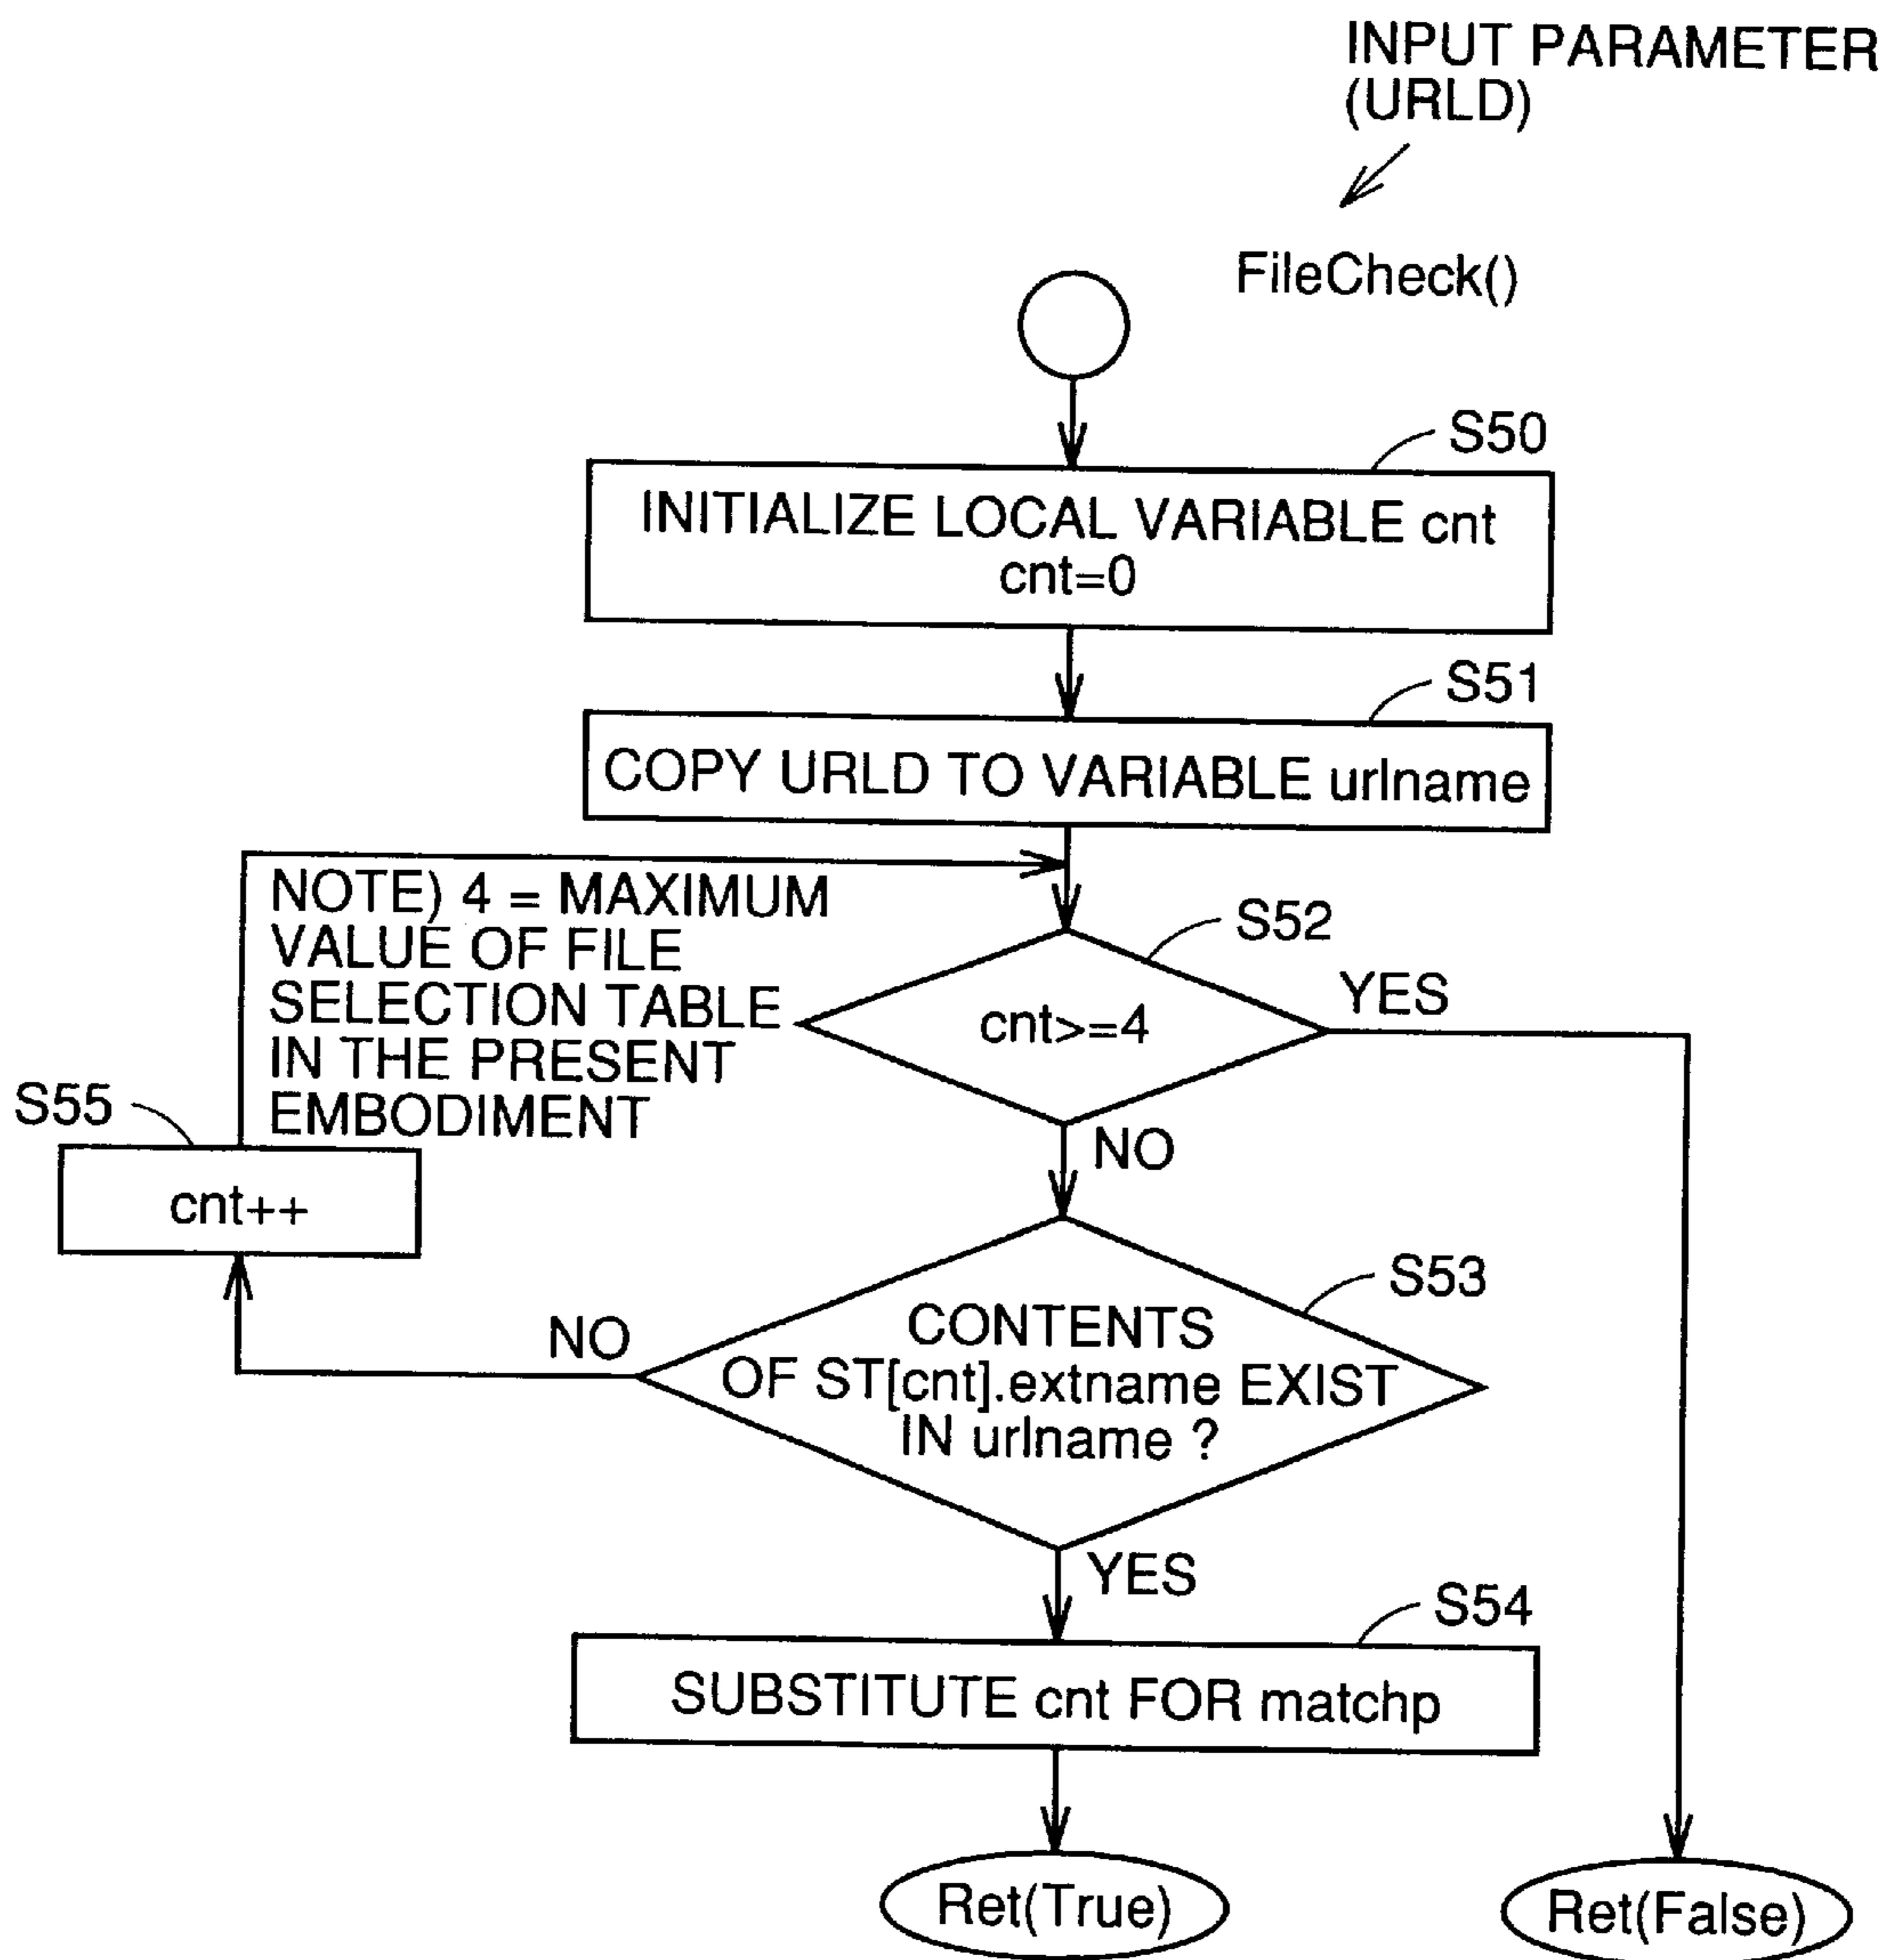 INPUT PARAMETER
(URLD)
FileCheck()
S50
INITIALIZE LOCAL VARIABLE cnt
cnt=0
S51
COPY URLD TO VARIABLE urlname
NOTE) 4 = MAXIMUM
VALUE OF FILE
SELECTION TABLE
IN THE PRESENT
EMBODIMENT
S52
cnt>=4
YES
NO
S55
cnt++
S53
CONTENTS
OF ST[cnt].extname EXIST
IN urlname ?
NO
YES
S54
SUBSTITUTE cnt FOR matchp
Ret(True)
Ret(False)